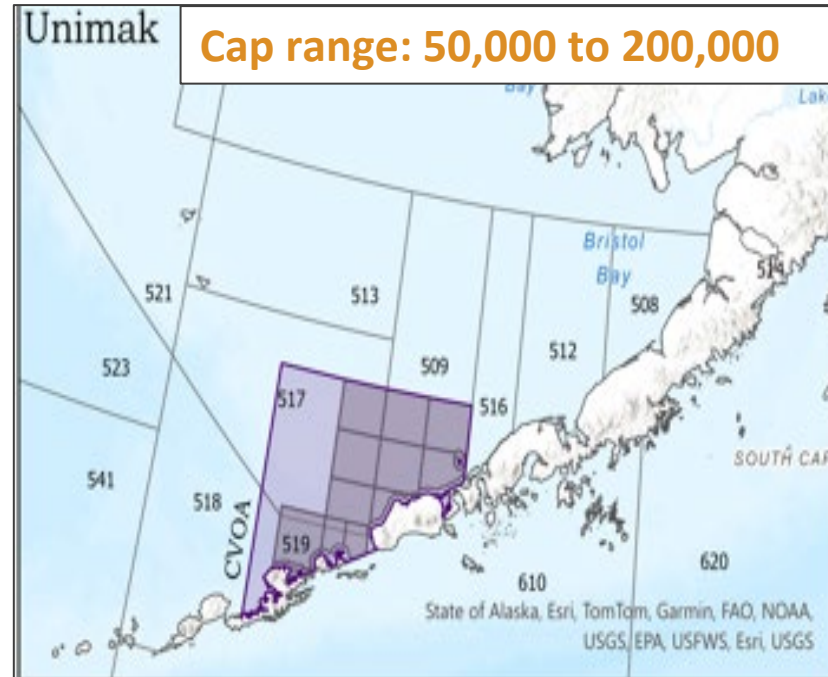 Unimak
Cap range: 50,000 to 200,000
Bay
Lake
Bristol
Bay
521
513
508
514
523
509
512
517
516
541
518
CVOA
519
SOUTH CAP
610
620
State of Alaska, Esri, TomTom, Garmin, FAO, NOAA,
USGS, EPA, USFWS, Esri, USGS